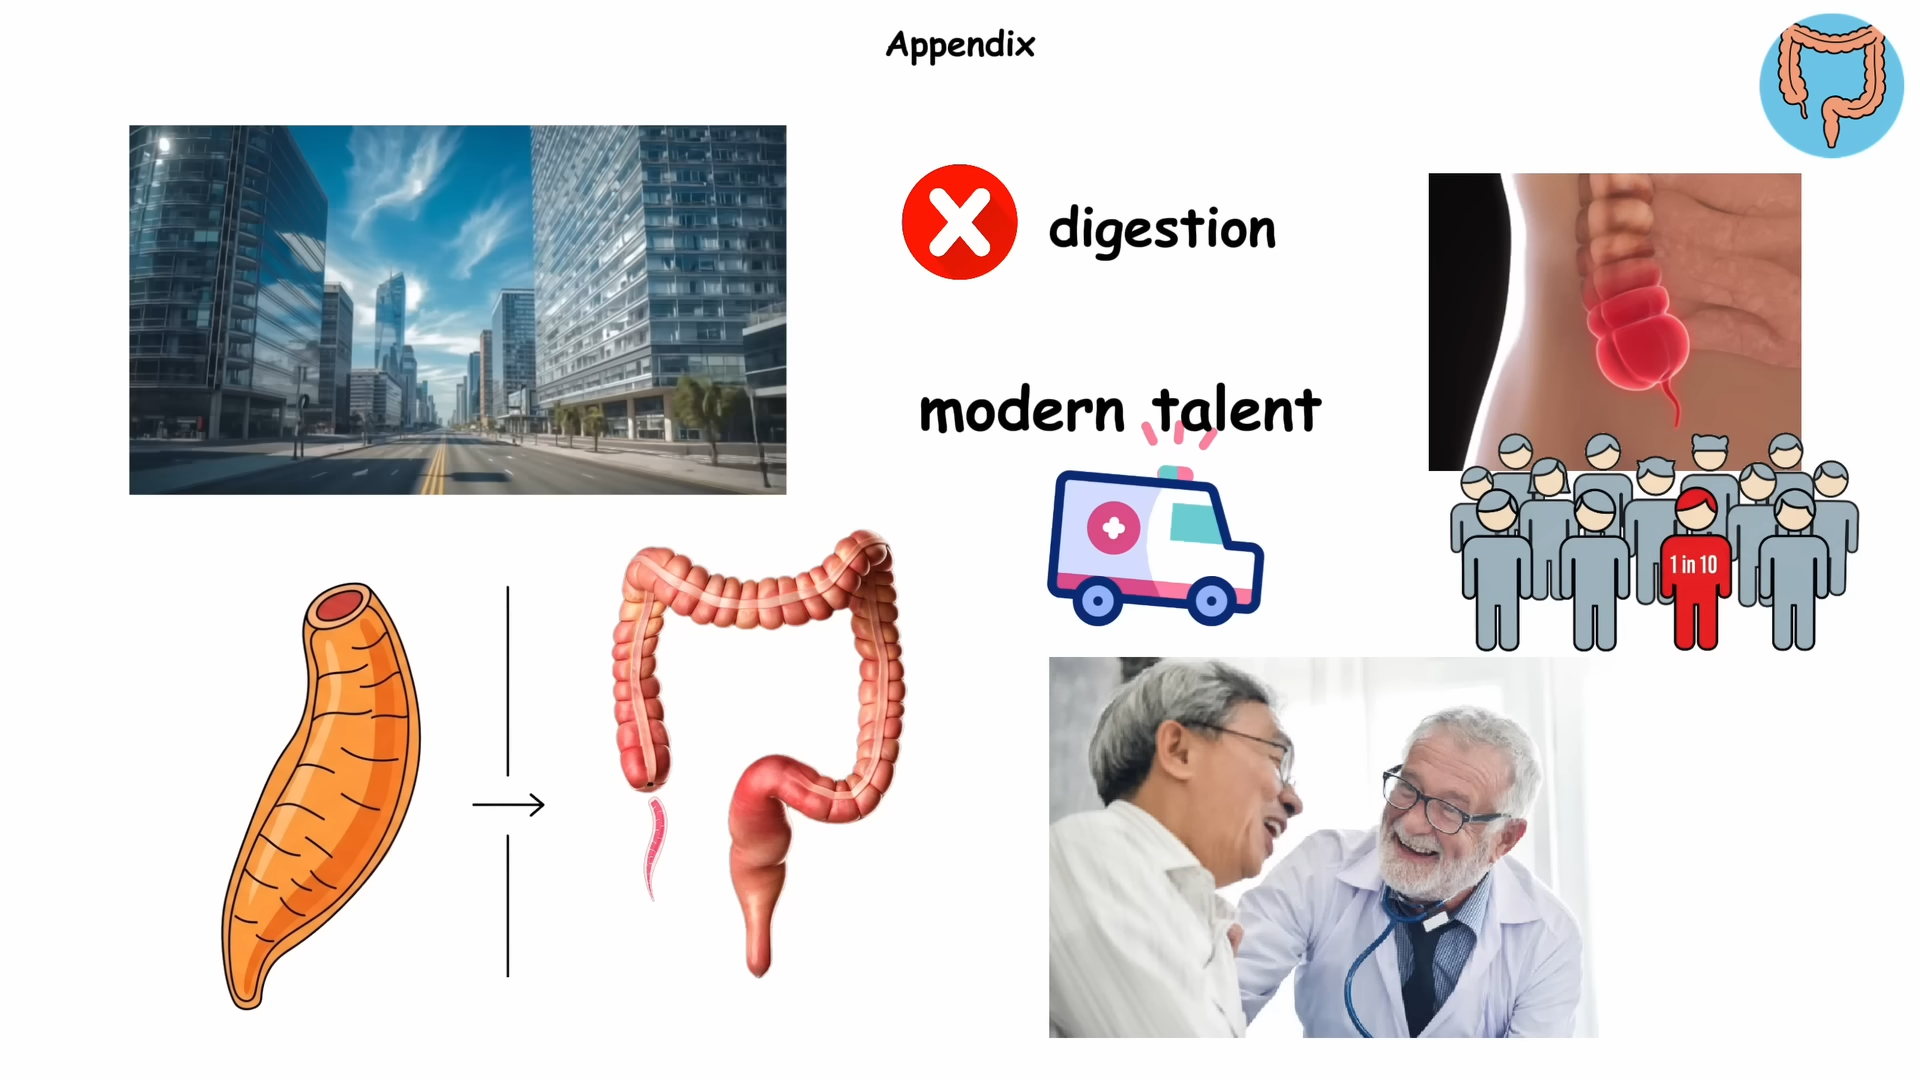 Appendix
digestion
modern talent
1 in 10